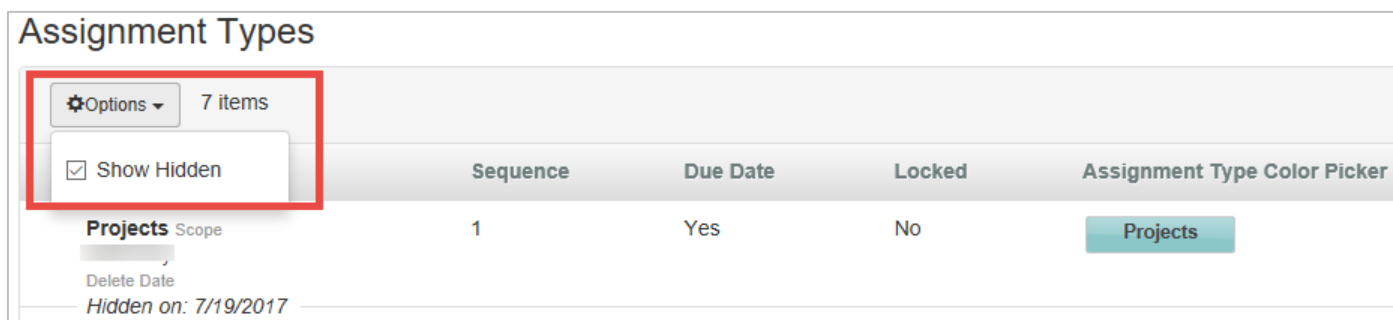 Assignment Types
Options 7 items
Show Hidden
Sequence Due Date Locked Assignment Type Color Picker
Projects Scope 1 Yes No Projects
Delete Date
Hidden on: 7/19/2017